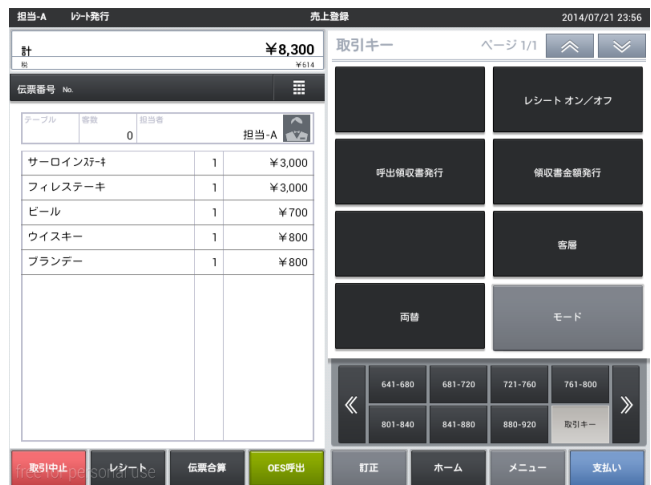 担当-A ﾚｼｰﾄ発行 売上登録 2014/07/21 23:56
計 ¥8,300
税 ¥614
伝票番号 No.
テーブル 客数 担当者
0 担当-A
サーロインｽﾃｰｷ 1 ¥3,000
フィレステーキ 1 ¥3,000
ビール 1 ¥700
ウイスキー 1 ¥800
ブランデー 1 ¥800
取引中止 レシート 伝票合算 OES呼出
free for personal use
取引キー ページ 1/1
レシート オン／オフ
呼出領収書発行 領収書金額発行
客層
両替 モード
641-680 681-720 721-760 761-800
801-840 841-880 880-920 取引キー
訂正 ホーム メニュー 支払い